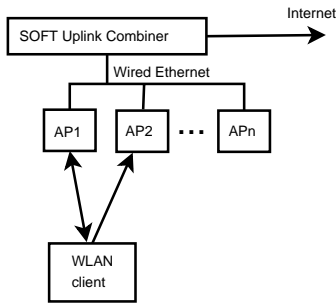 Internet
SOFT Uplink Combiner
Wired Ethernet
AP1
AP2
APn
WLAN
client